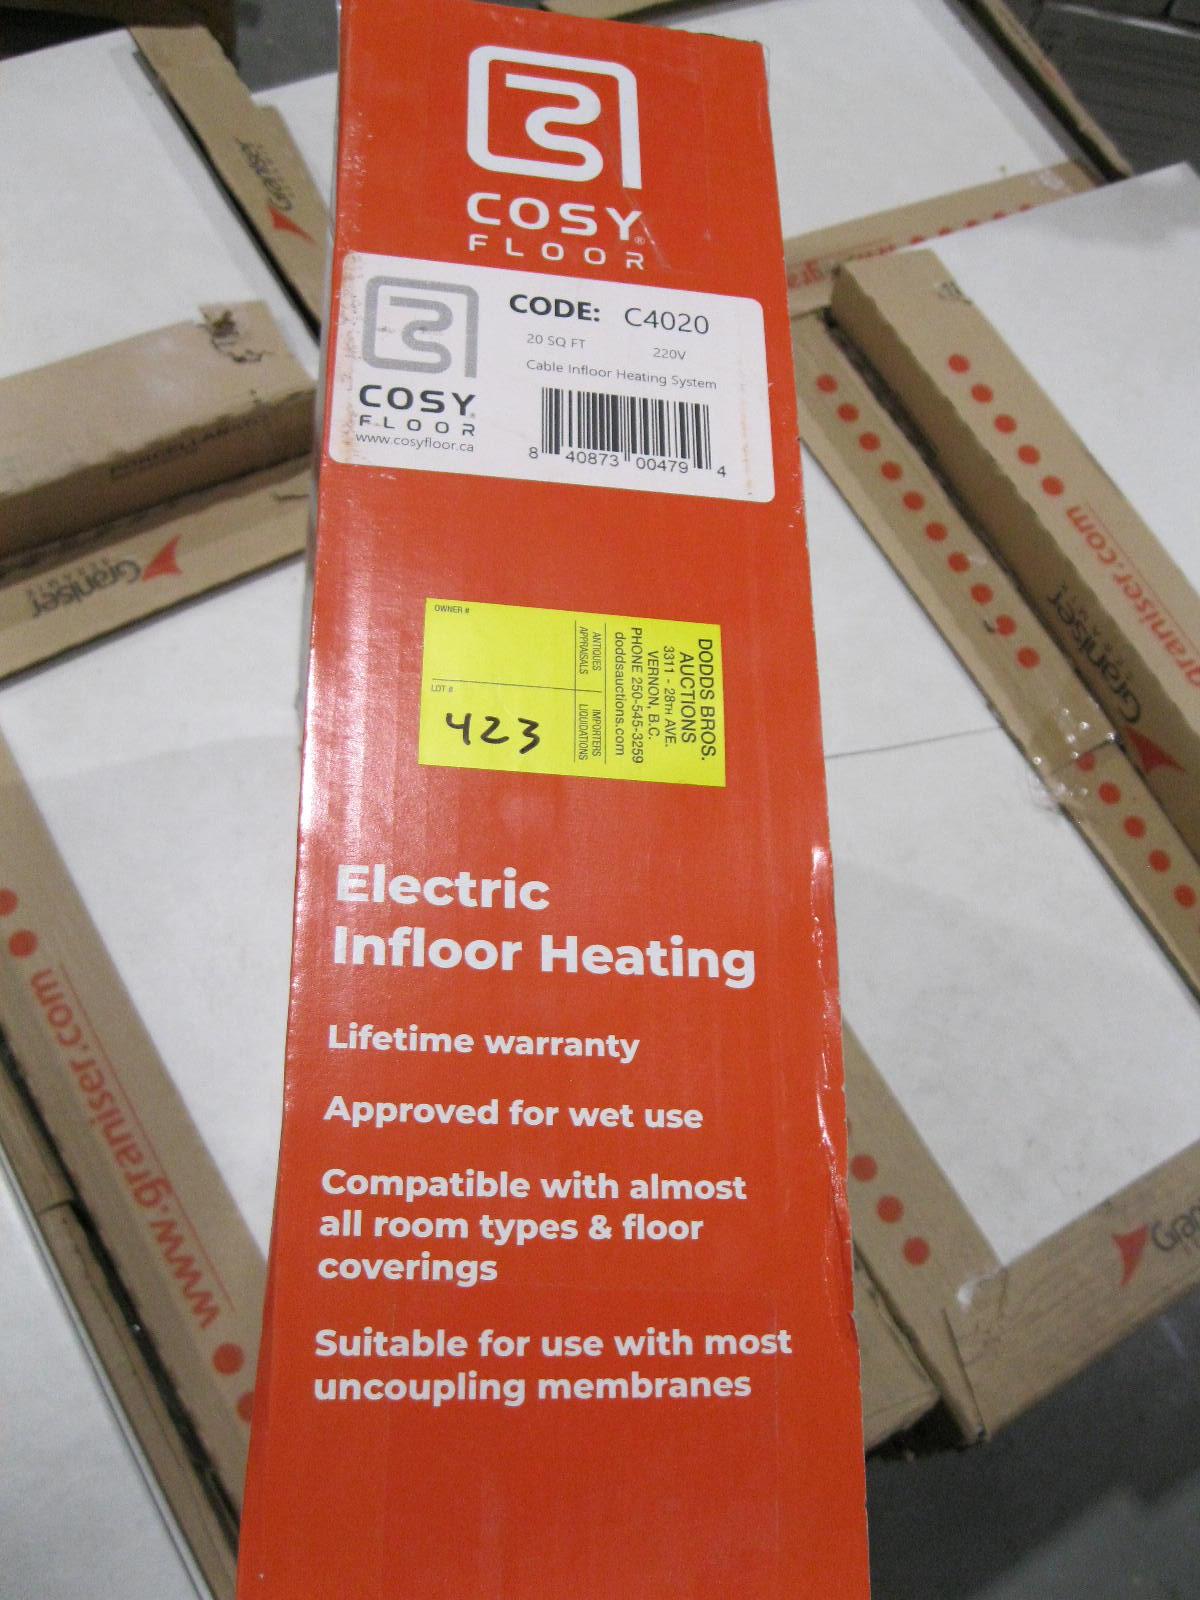 COSY®
FLOOR
CODE: C4020
20 SQ FT 220V
Cable Infloor Heating System
COSY
FLOOR
www.cosyfloor.ca
8 40873 00479 4
OWNER #
LOT #
423
ANTIQUES
APPRAISALS
IMPORTERS
LIQUIDATIONS
DODDS BROS.
AUCTIONS
3311 - 28TH AVE.
VERNON, B.C.
PHONE 250-545-3259
doddsauctions.com
Electric
Infloor Heating
Lifetime warranty
Approved for wet use
Compatible with almost
all room types & floor
coverings
Suitable for use with most
uncoupling membranes
Graniser
Graniser
www.graniser.com
graniser.com
Graniser